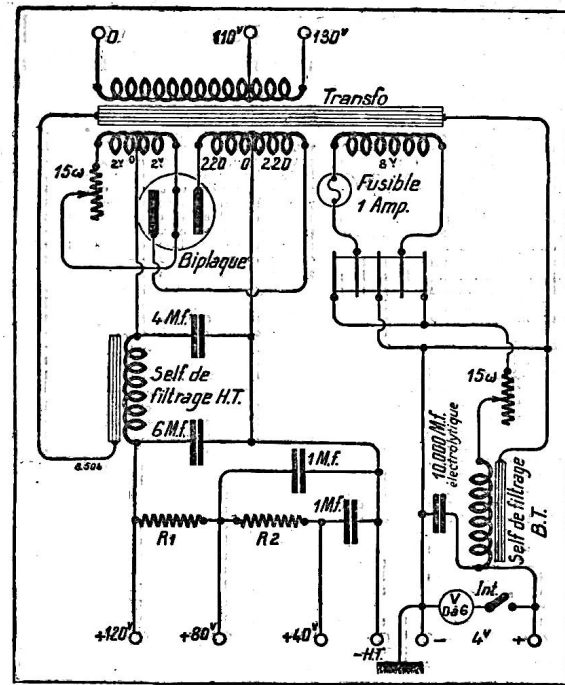 0.
110V
130V
Transfo
2V
0
2V
220
0
220
8V
15ω
Fusible
1 Amp.
Biplaque
4 M.f.
Self. de
filtrage H.T.
15ω
6 M.f.
10.000 M.f.
électrolytique
Self de filtrage
B.T.
1 M.f.
1 M.f.
R1
R2
V
0 à 6
Int.
+120V
+80V
+40V
-H.T.
-
4V
+